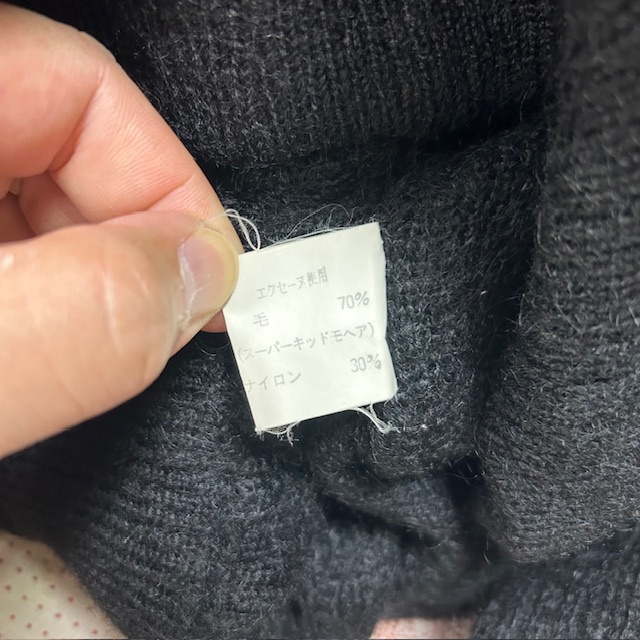 エクセーヌ使用
毛 70%
(スーパーキッドモヘア)
ナイロン 30%